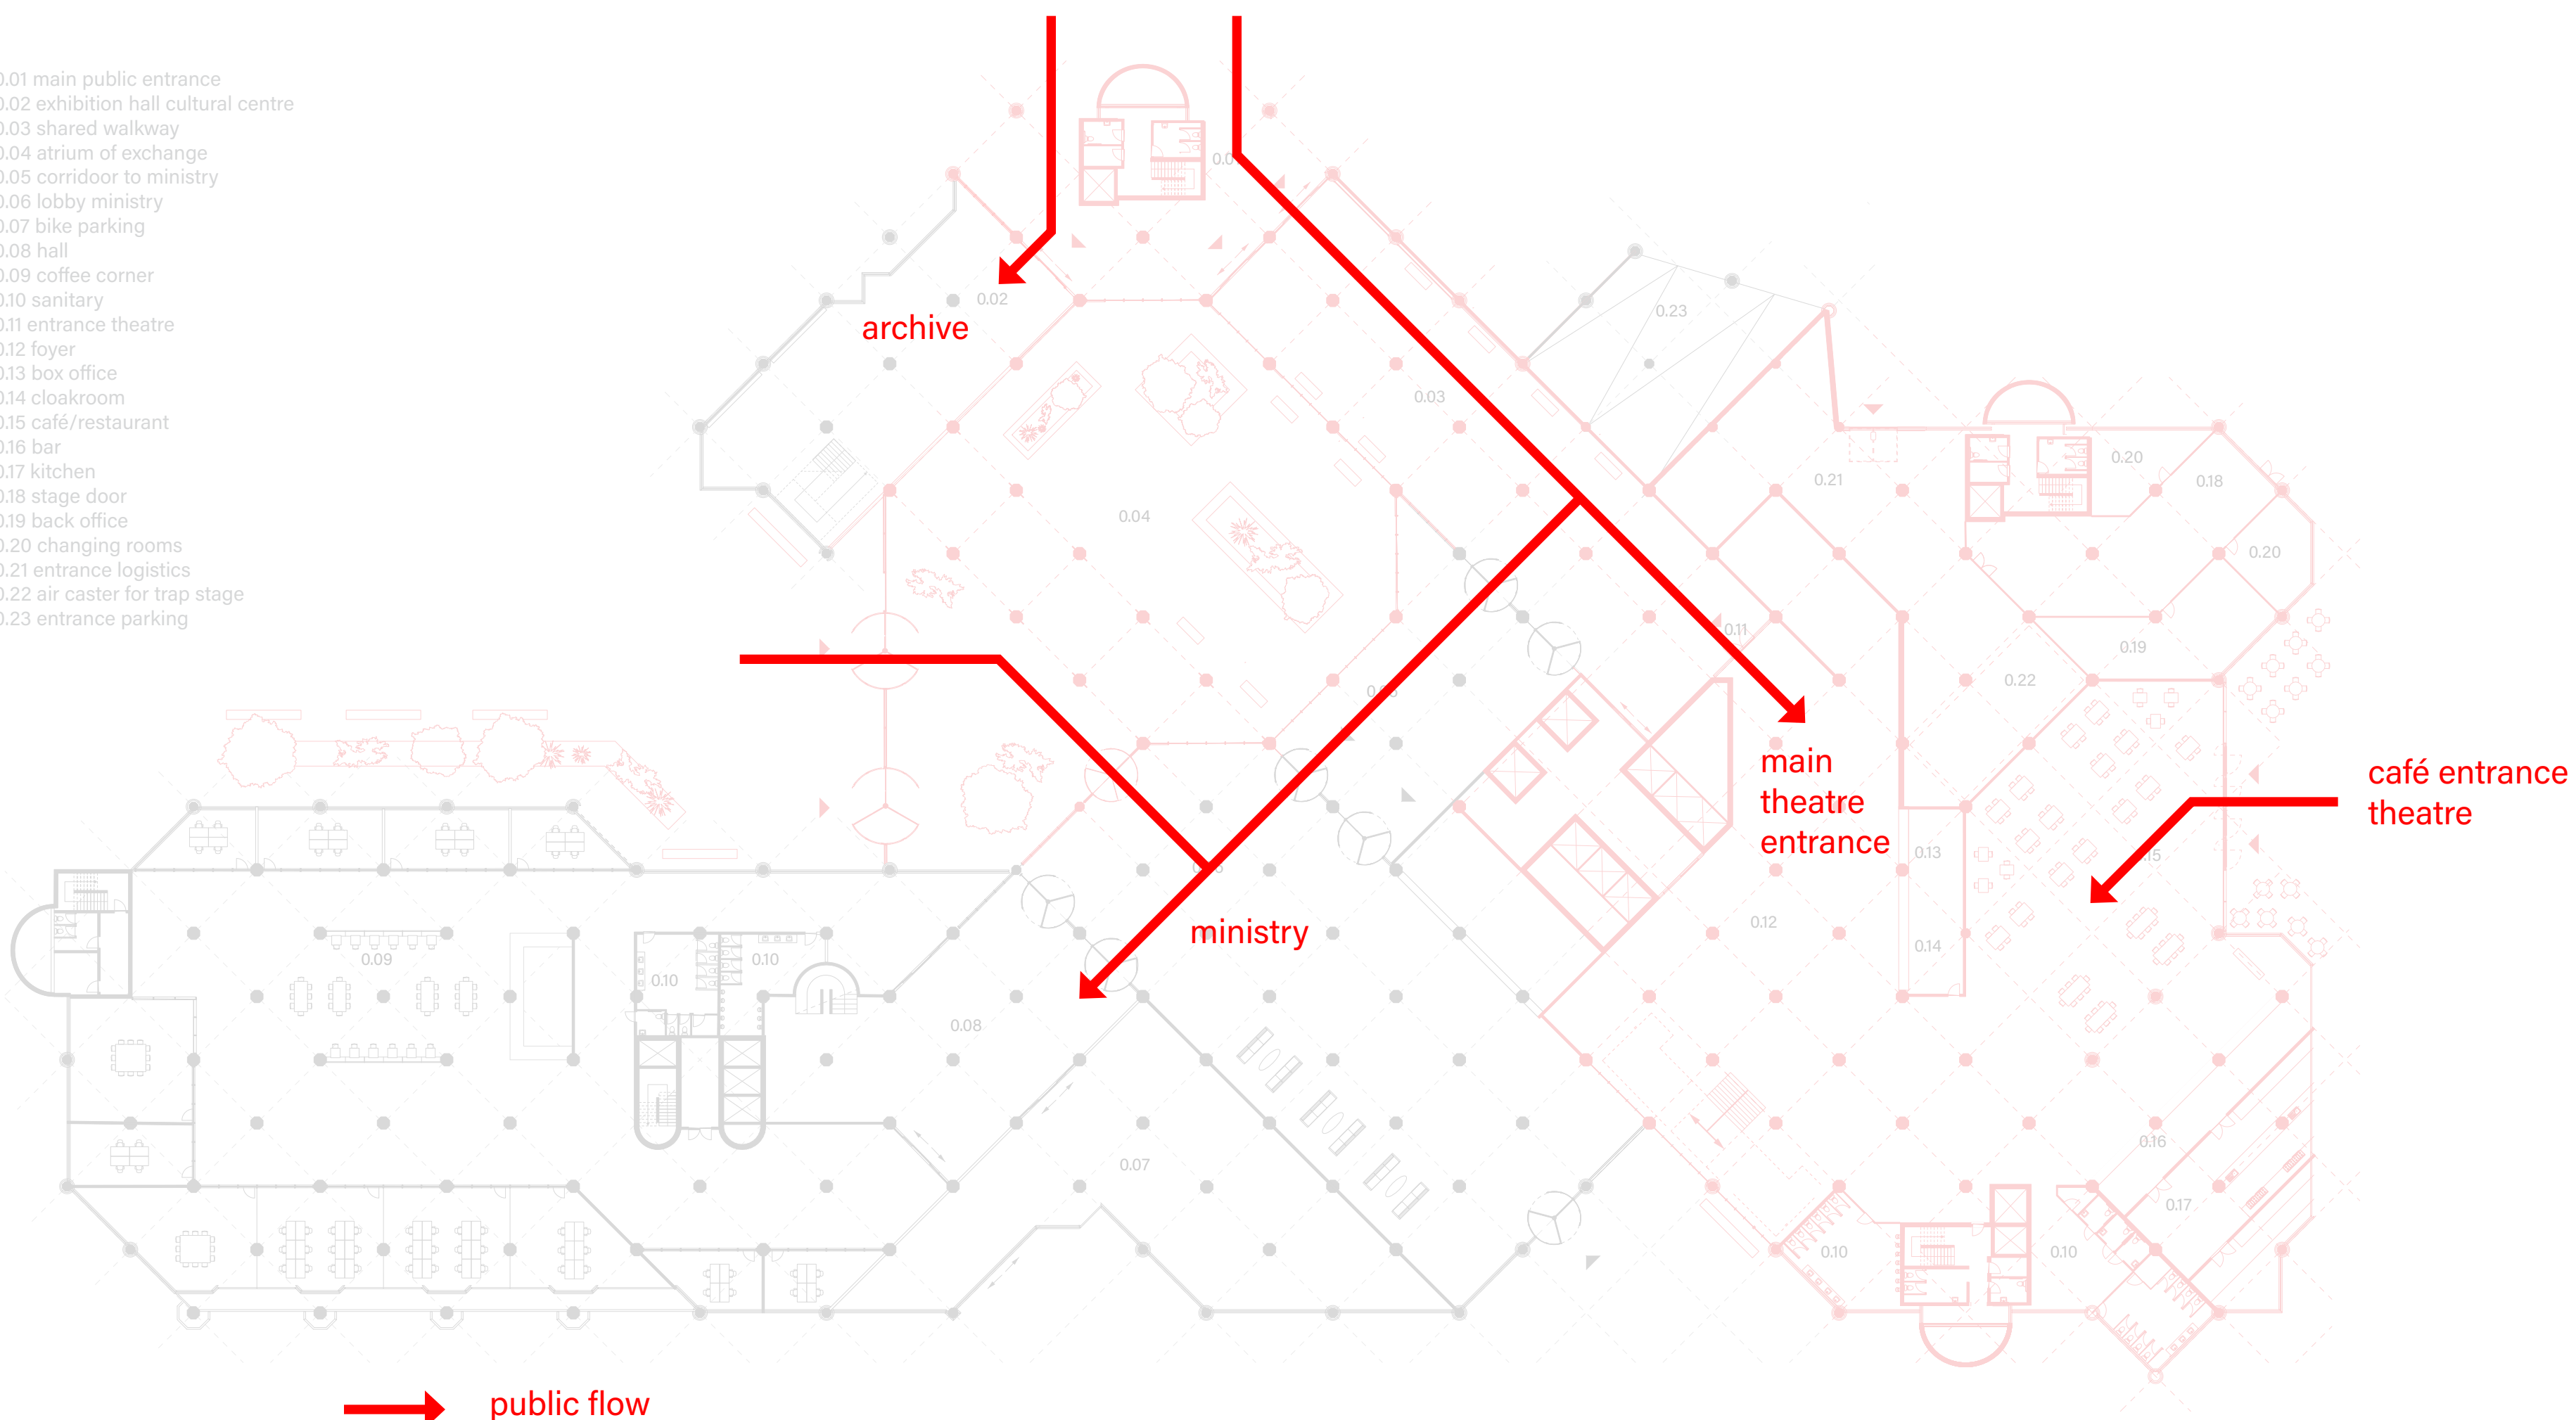 0.01 main public entrance
0.02 exhibition hall cultural centre
0.03 shared walkway
0.04 atrium of exchange
0.05 corridoor to ministry
0.06 lobby ministry
0.07 bike parking
0.08 hall
0.09 coffee corner
0.10 sanitary
0.11 entrance theatre
0.12 foyer
0.13 box office
0.14 cloakroom
0.15 café/restaurant
0.16 bar
0.17 kitchen
0.18 stage door
0.19 back office
0.20 changing rooms
0.21 entrance logistics
0.22 air caster for trap stage
0.23 entrance parking
0.02
archive
0.23
0.03
0.04
0.21
0.20
0.18
0.20
0.11
0.19
0.22
main
theatre
entrance
café entrance
theatre
0.13
0.12
0.14
ministry
0.09
0.10
0.10
0.08
0.07
0.16
0.17
0.10
0.10
public flow